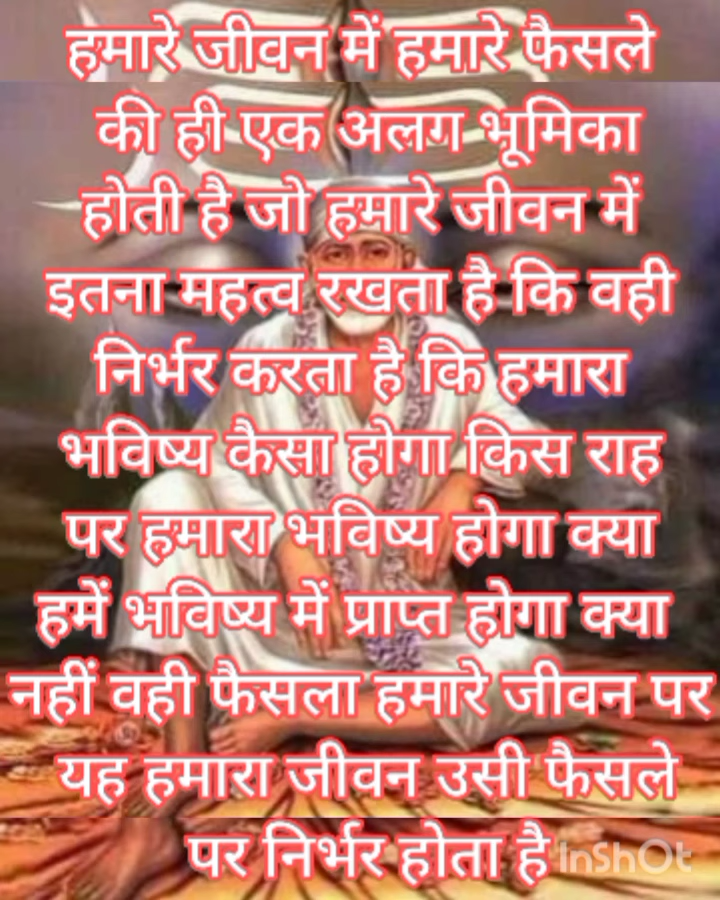 हमारे जीवन में हमारे फैसले
की ही एक अलग भूमिका
होती है जो हमारे जीवन में
इतना महत्व रखता है कि वही
निर्भर करता है कि हमारा
भविष्य कैसा होगा किस राह
पर हमारा भविष्य होगा क्या
हमें भविष्य में प्राप्त होगा क्या
नहीं वही फैसला हमारे जीवन पर
यह हमारा जीवन उसी फैसले
पर निर्भर होता है
InShOt